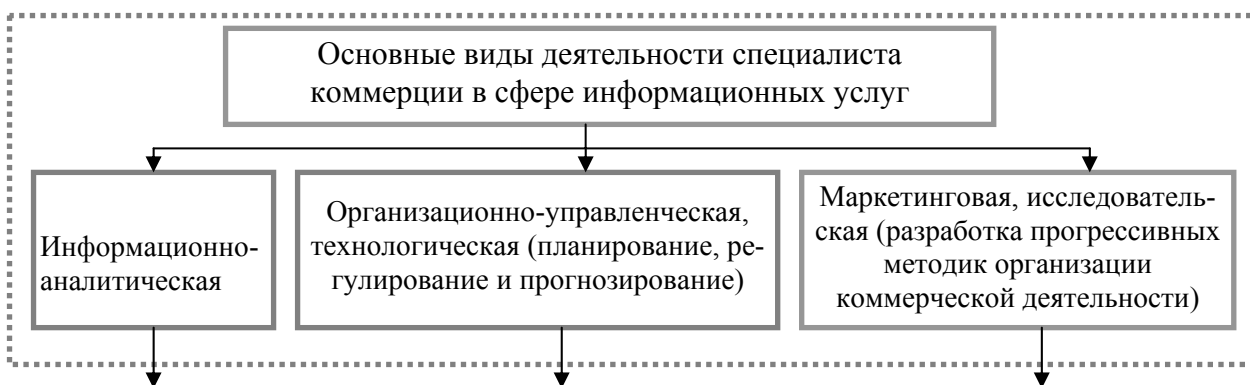 Основные виды деятельности специалиста
коммерции в сфере информационных услуг
Информационно-
аналитическая
Организационно-управленческая,
технологическая (планирование, ре-
гулирование и прогнозирование)
Маркетинговая, исследователь-
ская (разработка прогрессивных
методик организации
коммерческой деятельности)